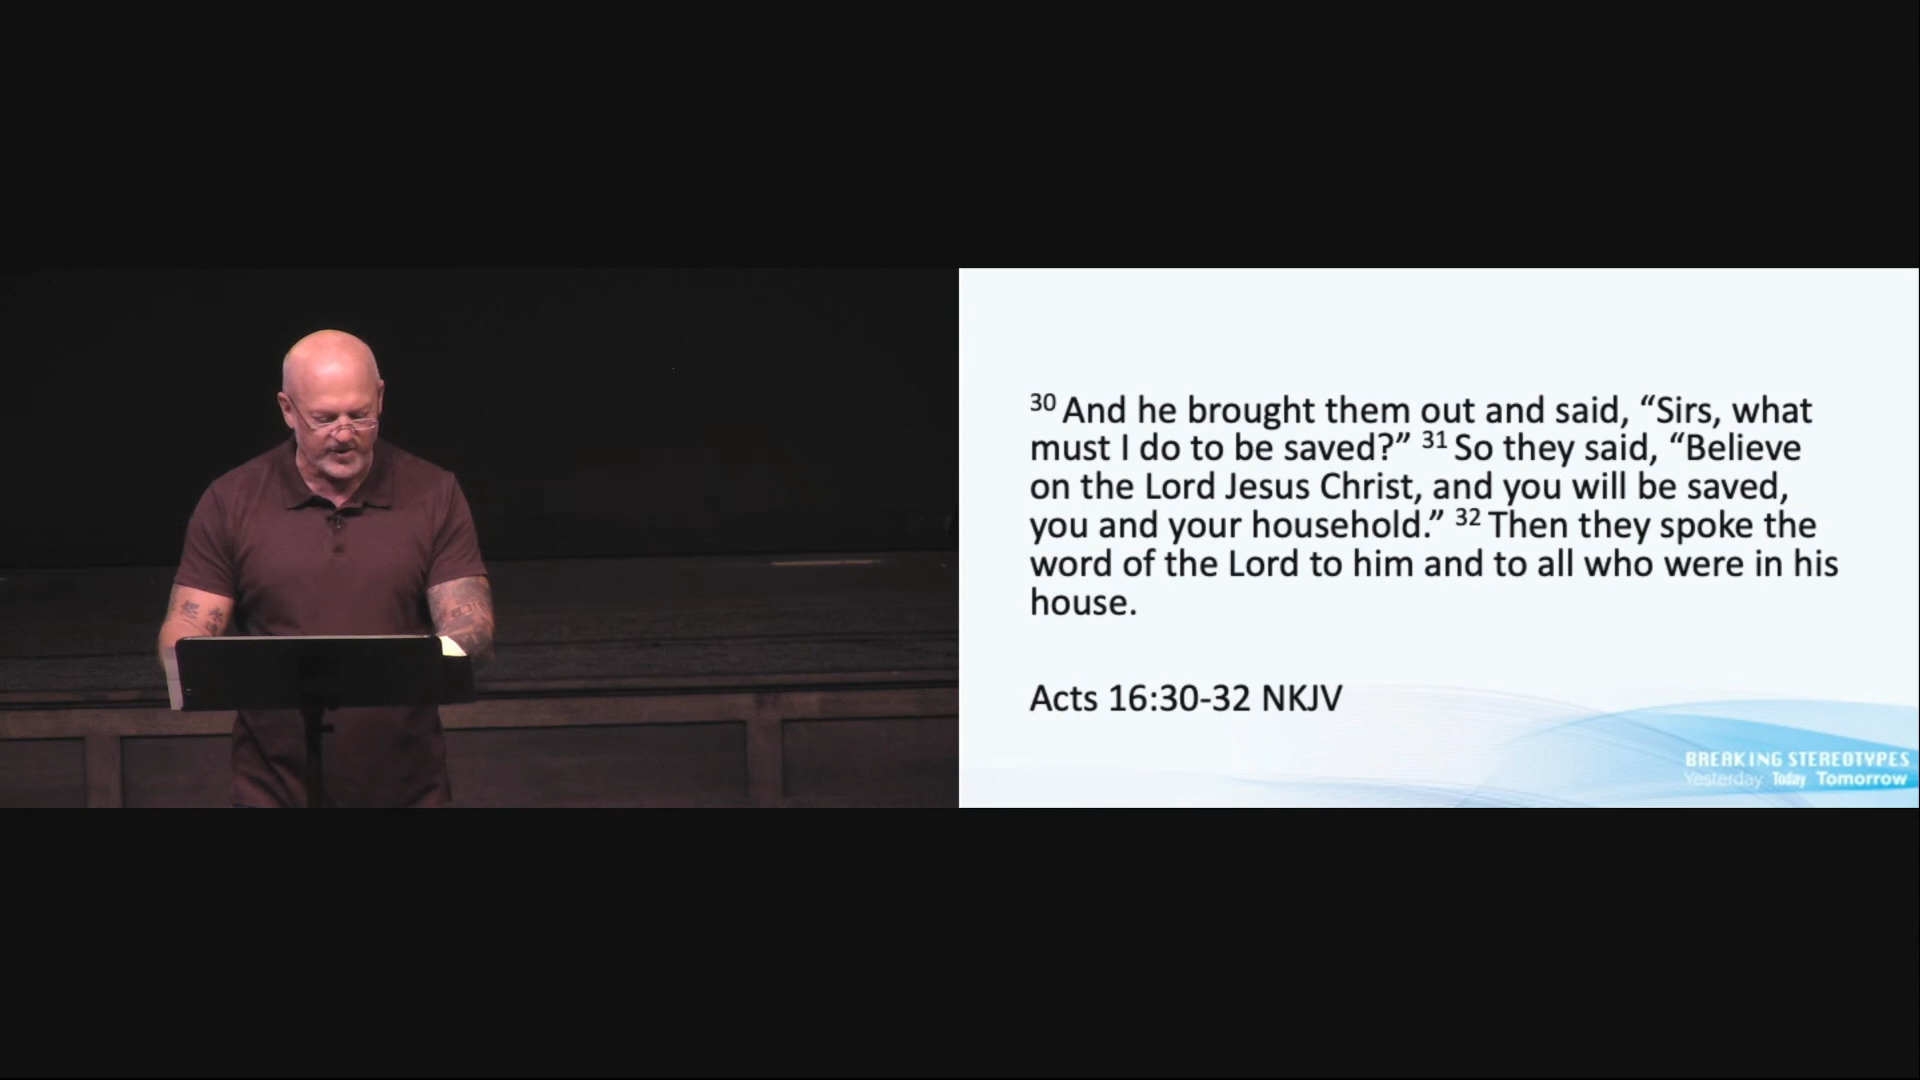 ³⁰ And he brought them out and said, “Sirs, what
must I do to be saved?” ³¹ So they said, “Believe
on the Lord Jesus Christ, and you will be saved,
you and your household.” ³² Then they spoke the
word of the Lord to him and to all who were in his
house.
Acts 16:30-32 NKJV
BREAKING STEREOTYPES
Yesterday Today Tomorrow